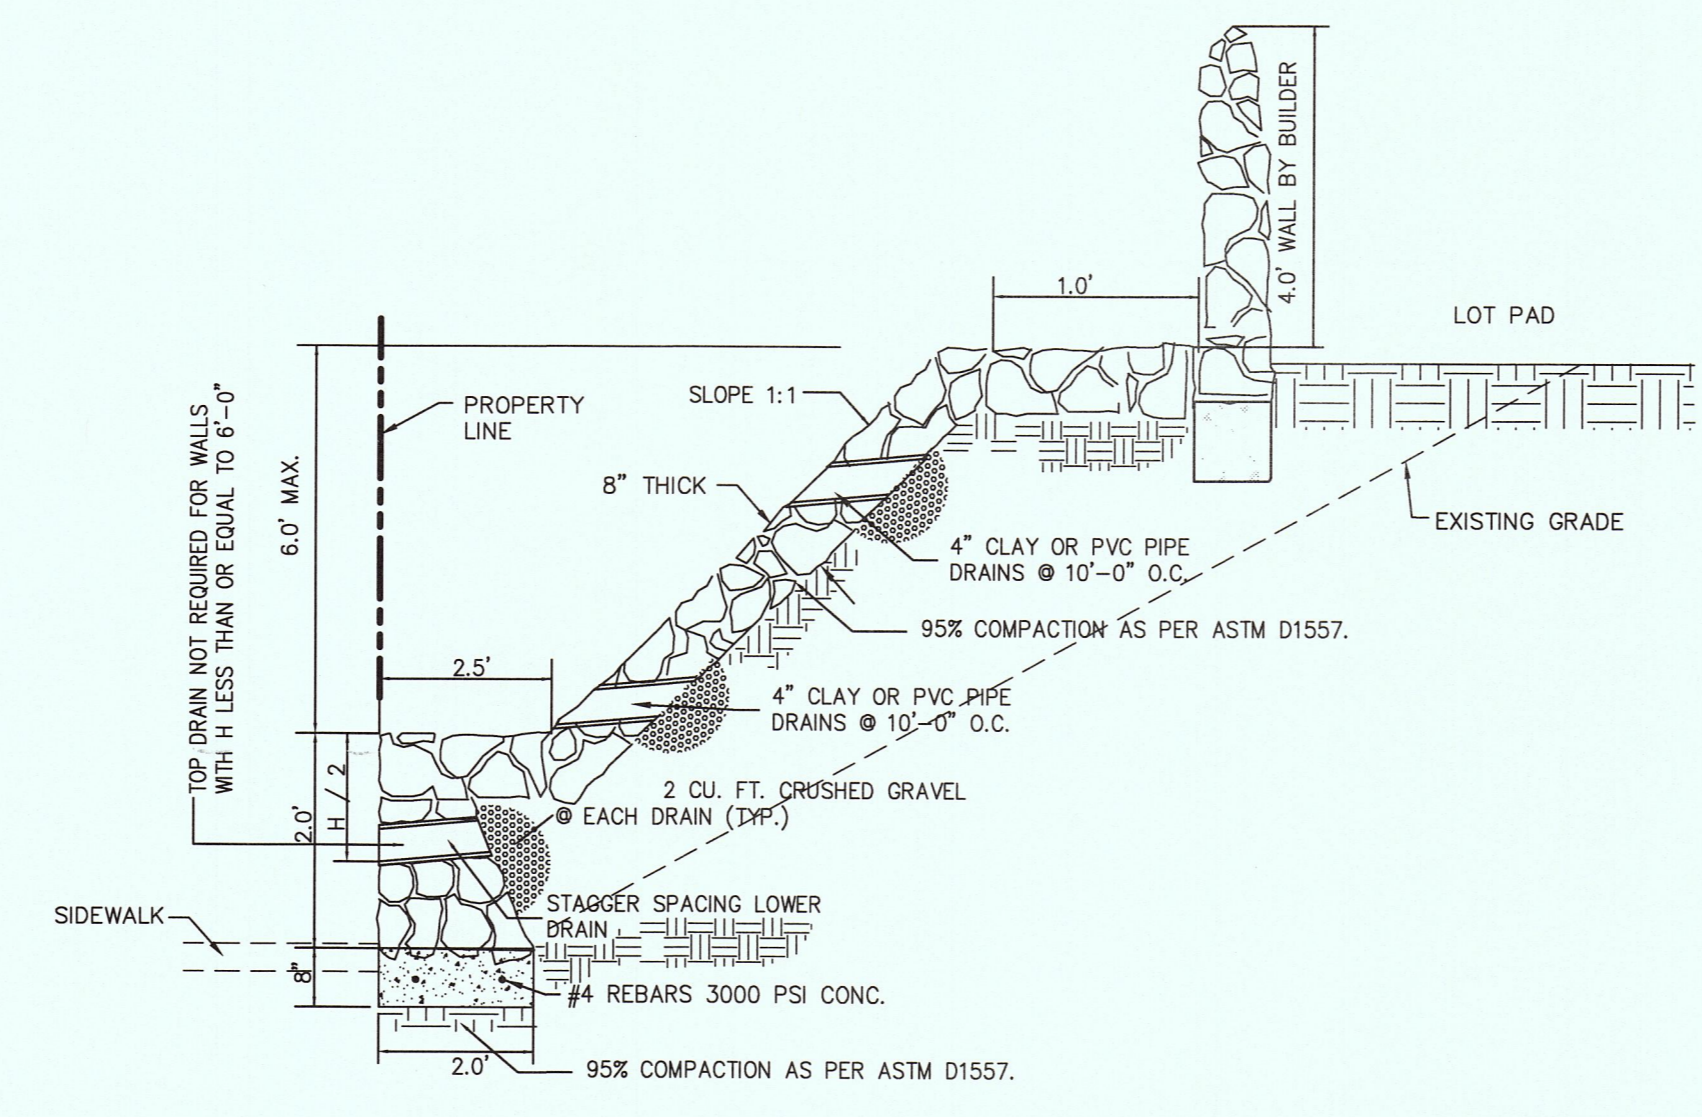 4.0' WALL BY BUILDER
1.0'
LOT PAD
SLOPE 1:1
PROPERTY
LINE
TOP DRAIN NOT REQUIRED FOR WALLS
WITH H LESS THAN OR EQUAL TO 6'-0"
6.0' MAX.
8" THICK
EXISTING GRADE
4" CLAY OR PVC PIPE
DRAINS @ 10'-0" O.C.
95% COMPACTION AS PER ASTM D1557.
2.5'
4" CLAY OR PVC PIPE
DRAINS @ 10'-0" O.C.
2 CU. FT. CRUSHED GRAVEL
@ EACH DRAIN (TYP.)
H / 2
2.0'
STAGGER SPACING LOWER
DRAIN
SIDEWALK
8"
#4 REBARS 3000 PSI CONC.
2.0'
95% COMPACTION AS PER ASTM D1557.